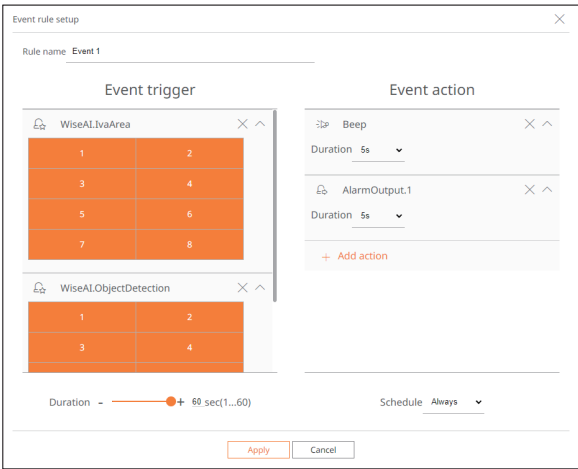 Event rule setup
Rule name Event 1
Event trigger
WiseAI.IvaArea
1 2
3 4
5 6
7 8
WiseAI.ObjectDetection
1 2
3 4
Duration - + 60 sec(1...60)
Event action
Beep
Duration 5s
AlarmOutput.1
Duration 5s
+ Add action
Schedule Always
Apply Cancel